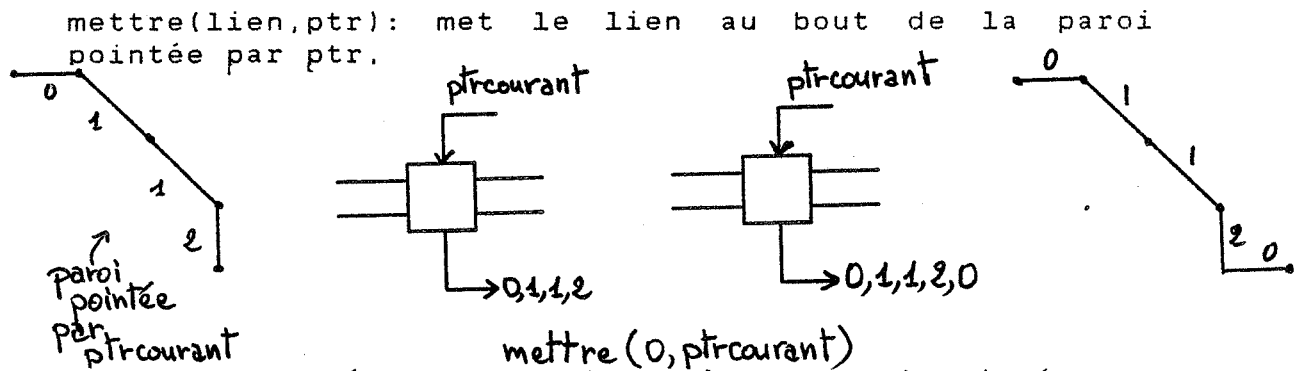 mettre(lien,ptr): met le lien au bout de la paroi
pointée par ptr.
0
1
1
2
paroi
pointée
par
ptrcourant
ptrcourant
0,1,1,2
ptrcourant
0,1,1,2,0
0
1
1
2
0
mettre (0, ptrcourant)